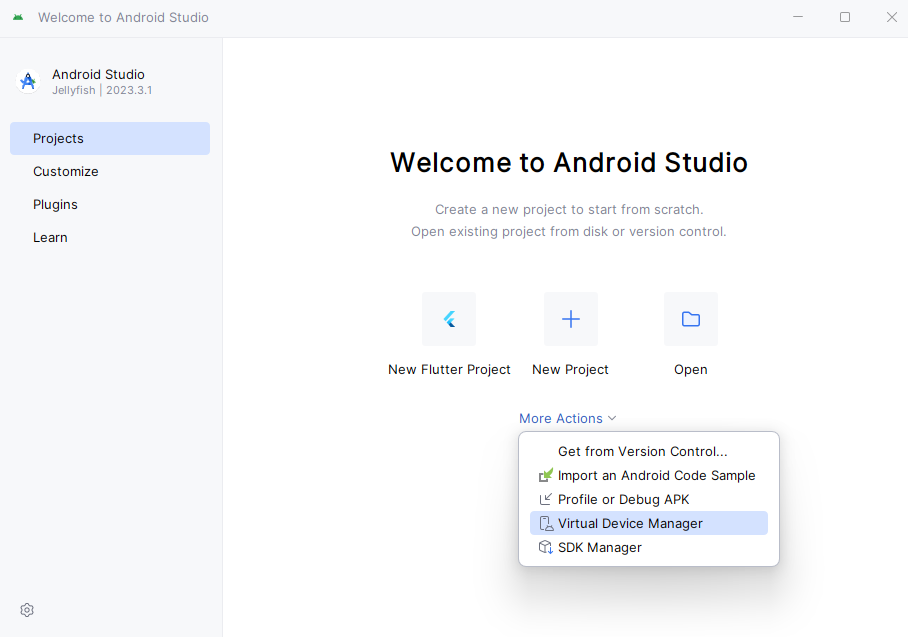 Welcome to Android Studio
Android Studio
Jellyfish | 2023.3.1
Projects
Customize
Plugins
Learn
Welcome to Android Studio
Create a new project to start from scratch.
Open existing project from disk or version control.
New Flutter Project
New Project
Open
More Actions
Get from Version Control...
Import an Android Code Sample
Profile or Debug APK
Virtual Device Manager
SDK Manager